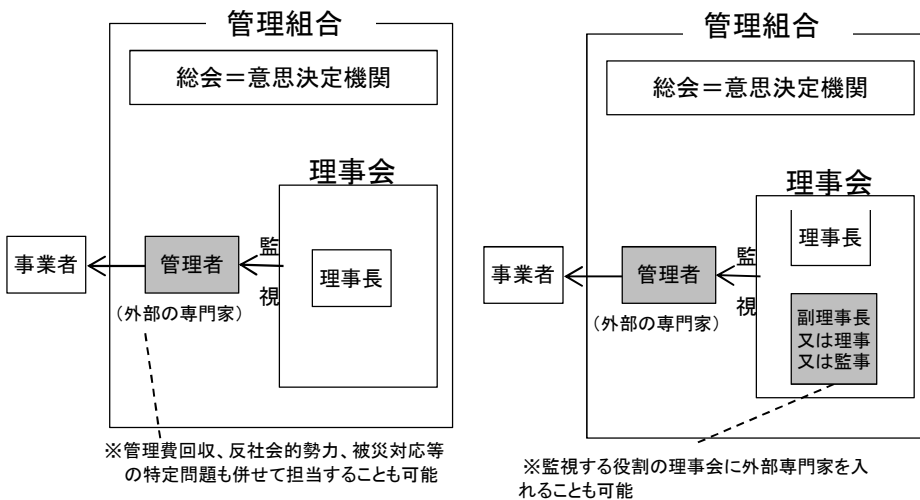 管理組合
総会＝意思決定機関
理事会
理事長
監
視
管理者
事業者
（外部の専門家）
※管理費回収、反社会的勢力、被災対応等
の特定問題も併せて担当することも可能
管理組合
総会＝意思決定機関
理事会
理事長
監
視
管理者
事業者
（外部の専門家）
副理事長
又は理事
又は監事
※監視する役割の理事会に外部専門家を入
れることも可能